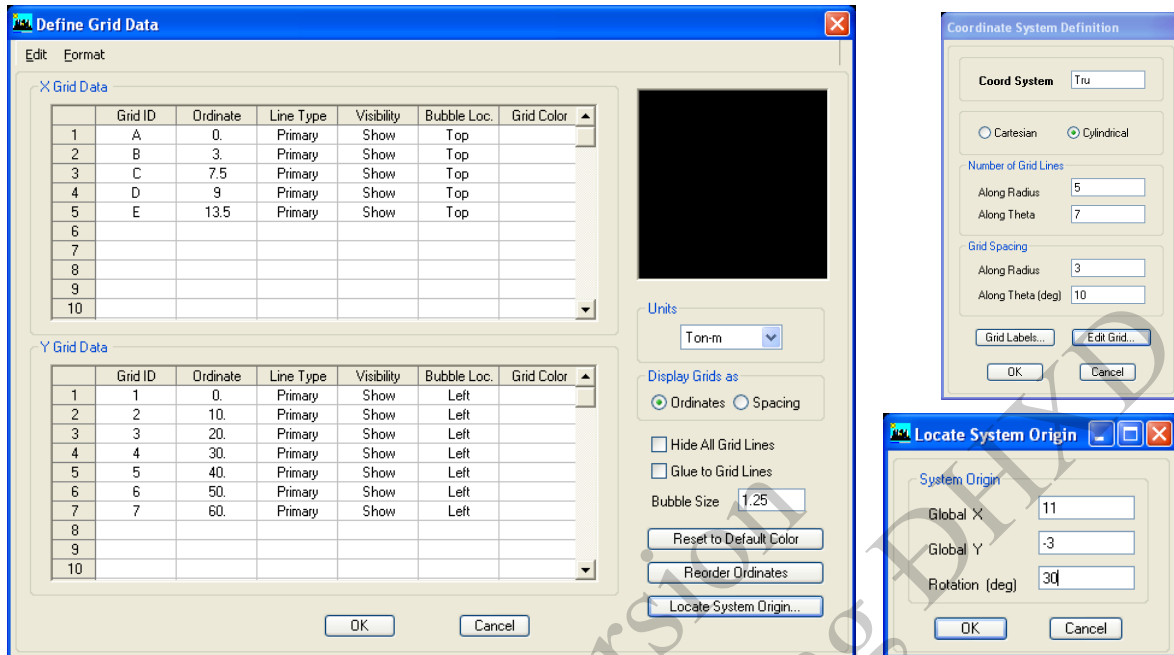 Define Grid Data
Edit Format
X Grid Data
Grid ID Ordinate Line Type Visibility Bubble Loc. Grid Color
1 A 0. Primary Show Top
2 B 3. Primary Show Top
3 C 7.5 Primary Show Top
4 D 9 Primary Show Top
5 E 13.5 Primary Show Top
6
7
8
9
10
Y Grid Data
Grid ID Ordinate Line Type Visibility Bubble Loc. Grid Color
1 1 0. Primary Show Left
2 2 10. Primary Show Left
3 3 20. Primary Show Left
4 4 30. Primary Show Left
5 5 40. Primary Show Left
6 6 50. Primary Show Left
7 7 60. Primary Show Left
8
9
10
Units
Ton-m
Display Grids as
Ordinates Spacing
Hide All Grid Lines
Glue to Grid Lines
Bubble Size 1.25
Reset to Default Color
Reorder Ordinates
Locate System Origin...
OK Cancel
Coordinate System Definition
Coord System Tru
Cartesian Cylindrical
Number of Grid Lines
Along Radius 5
Along Theta 7
Grid Spacing
Along Radius 3
Along Theta (deg) 10
Grid Labels... Edit Grid...
OK Cancel
Locate System Origin
System Origin
Global X 11
Global Y -3
Rotation (deg) 30
OK Cancel
DHXD